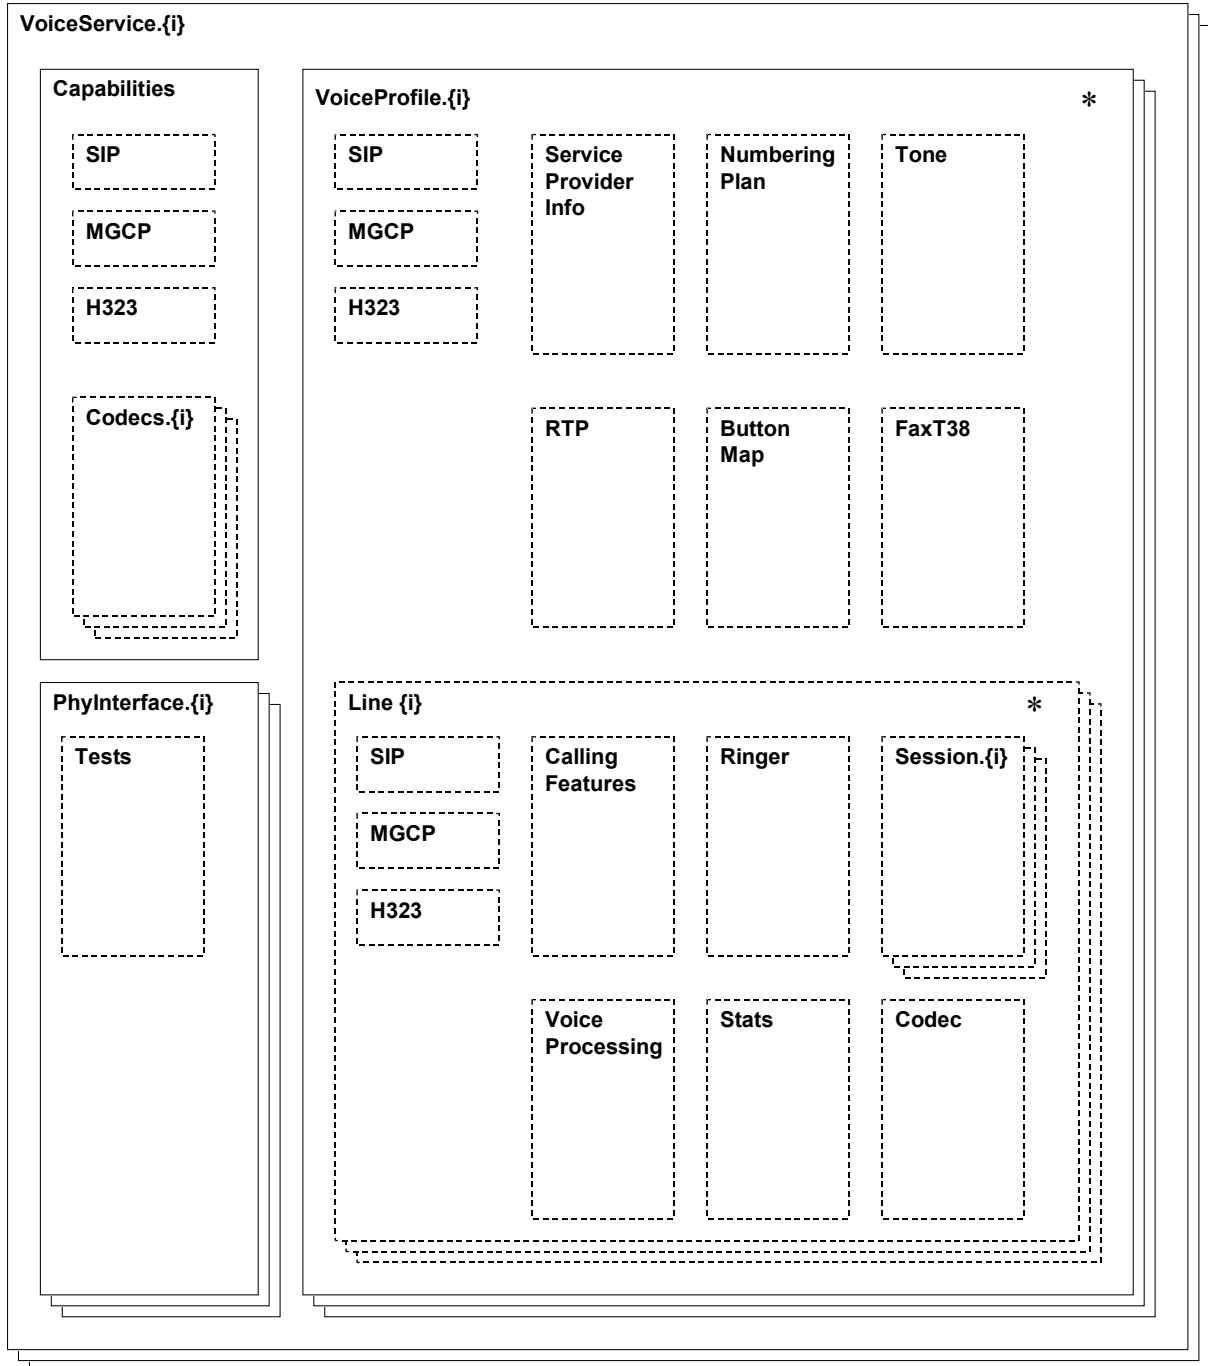 VoiceService.{i}
Capabilities
SIP
MGCP
H323
Codecs.{i}
VoiceProfile.{i}
*
SIP
MGCP
H323
Service
Provider
Info
Numbering
Plan
Tone
RTP
Button
Map
FaxT38
PhyInterface.{i}
Tests
Line {i}
*
SIP
MGCP
H323
Calling
Features
Ringer
Session.{i}
Voice
Processing
Stats
Codec